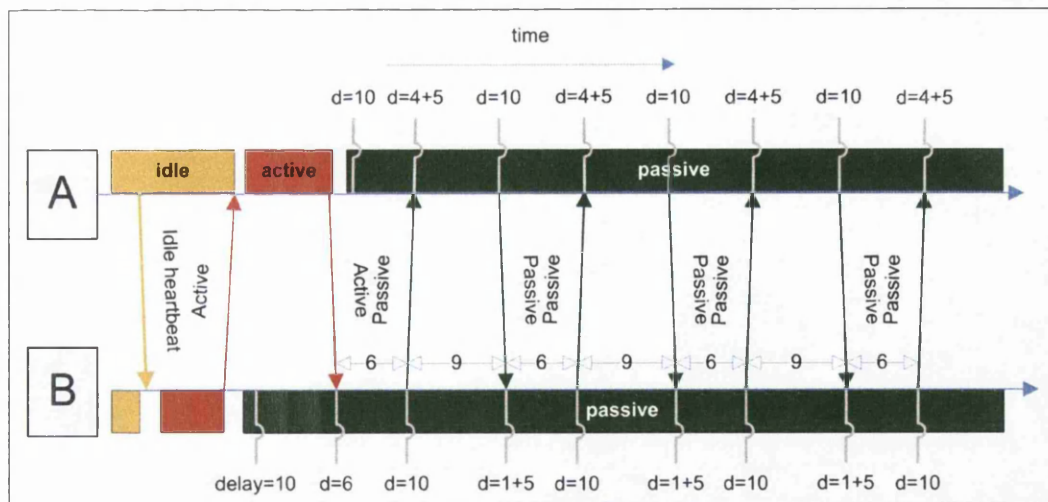 time
d=10 d=4+5 d=10 d=4+5 d=10 d=4+5 d=10 d=4+5
A
idle
active
passive
Idle heartbeat
Active
Passive
Active
Passive
Passive
Passive
Passive
Passive
Passive
6 9 6 9 6 9 6
B
passive
delay=10 d=6 d=10 d=1+5 d=10 d=1+5 d=10 d=1+5 d=10